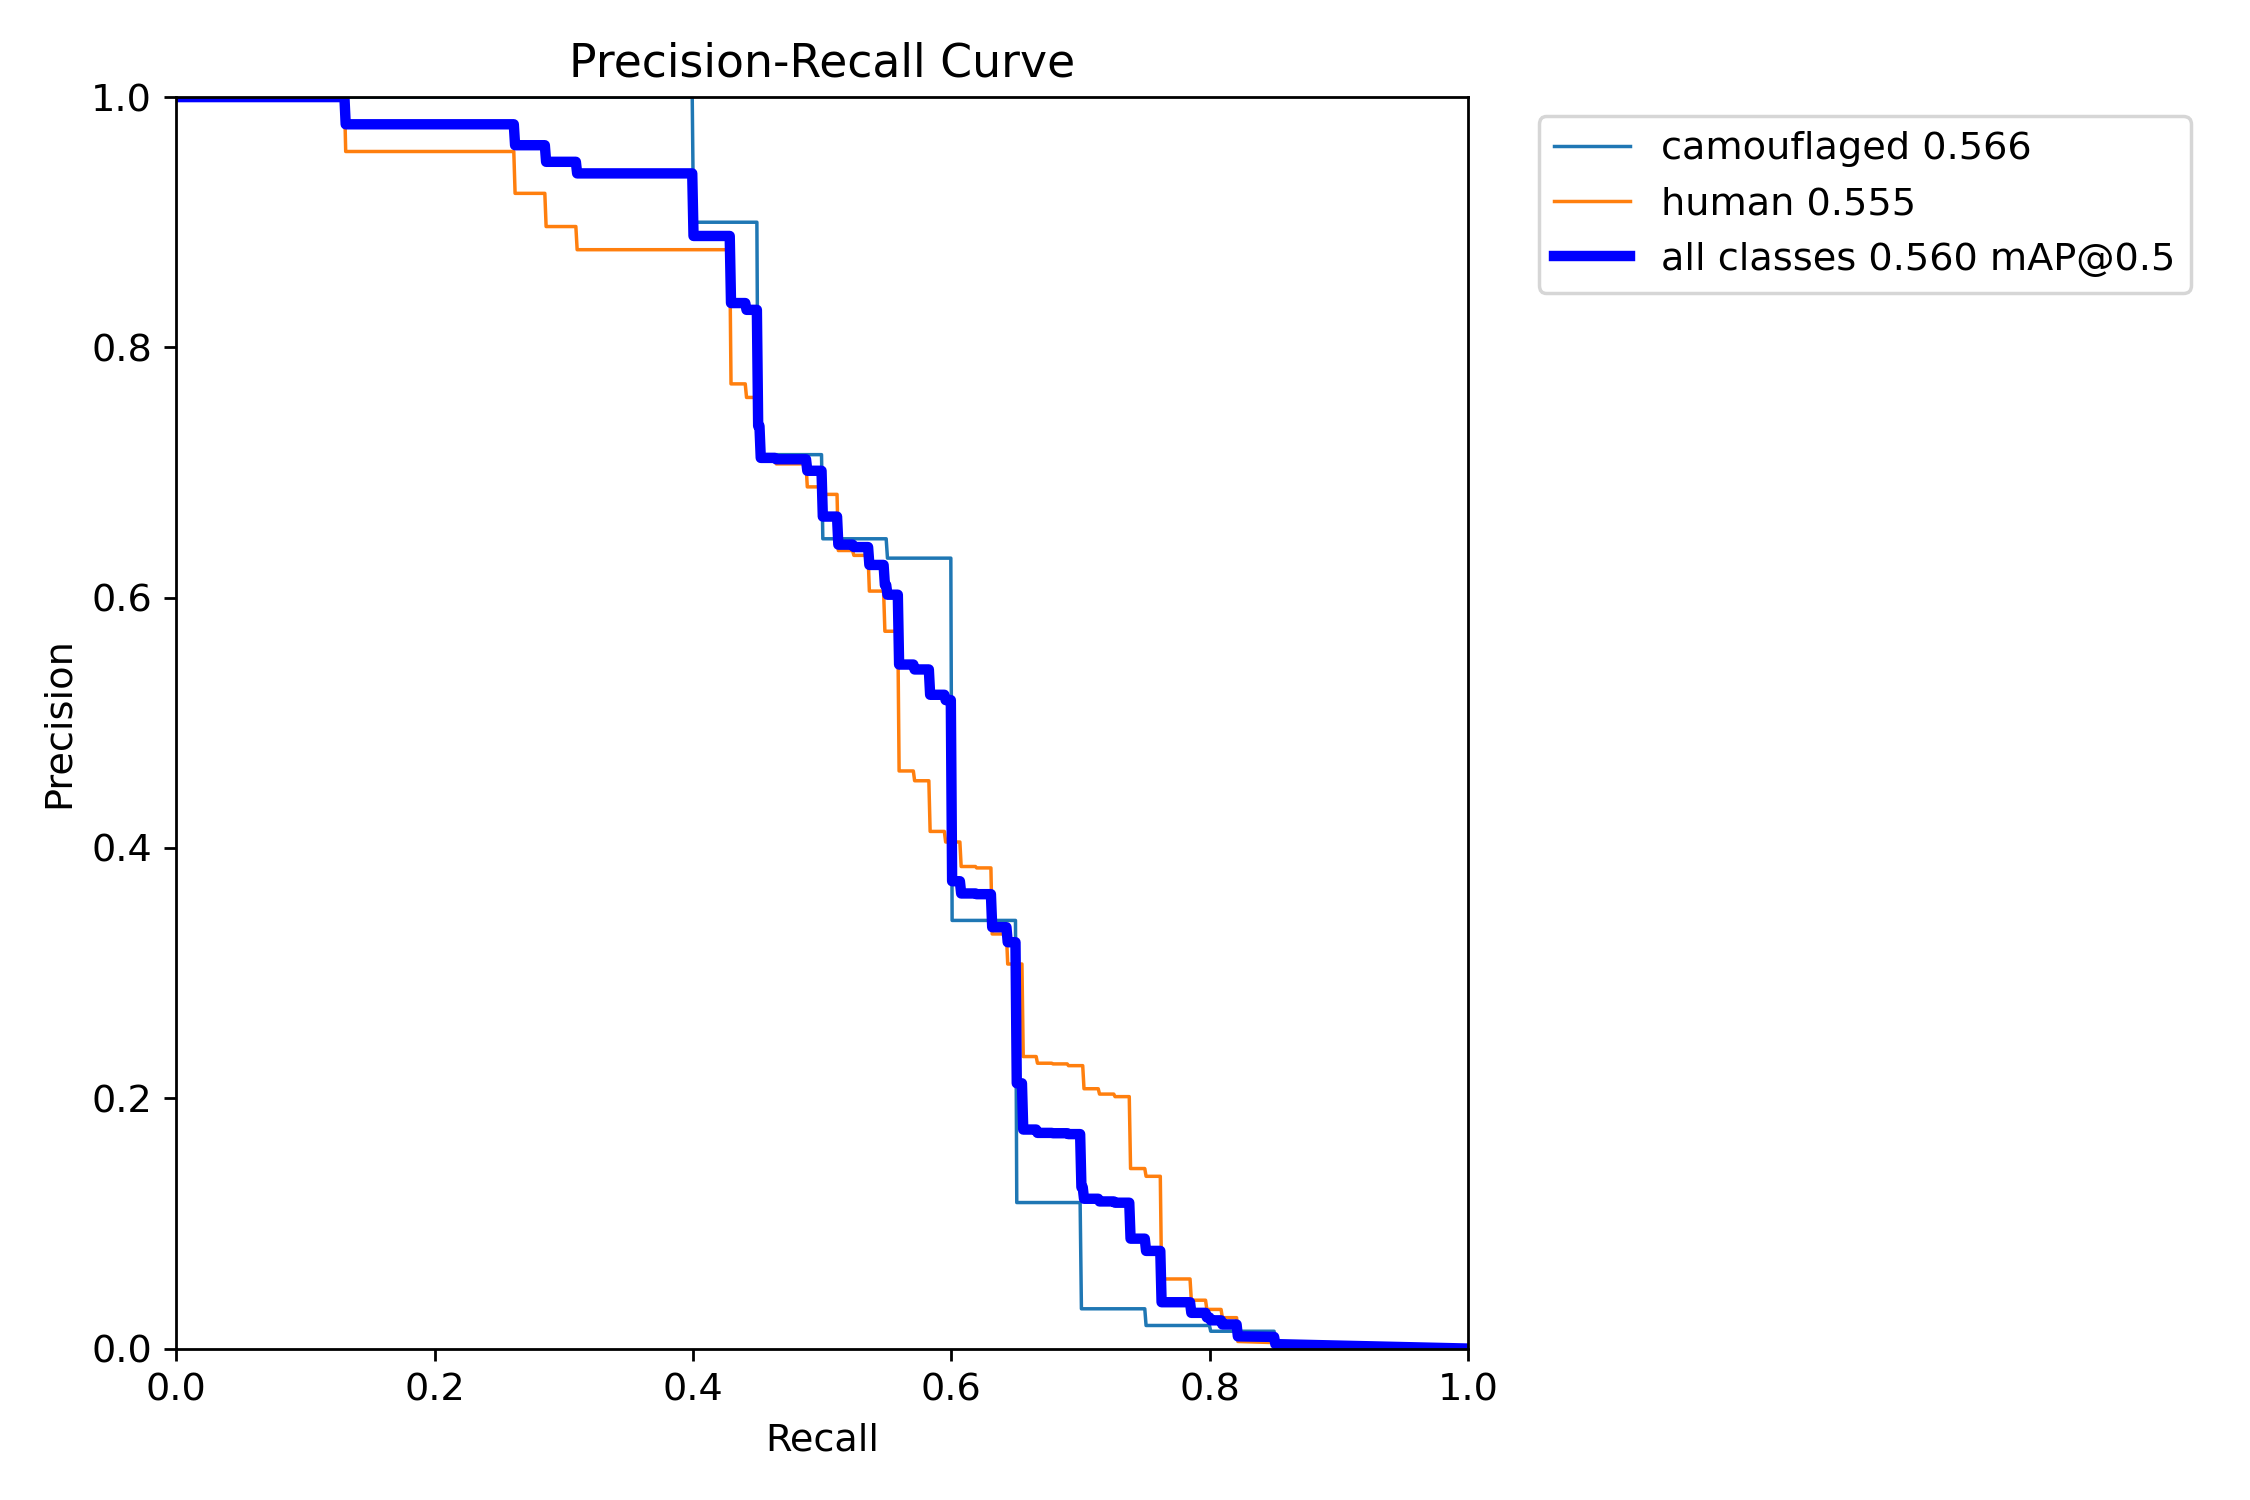 Precision-Recall Curve
1.0
0.8
0.6
0.4
0.2
0.0
Precision
0.0 0.2 0.4 0.6 0.8 1.0
Recall
camouflaged 0.566
human 0.555
all classes 0.560 mAP@0.5